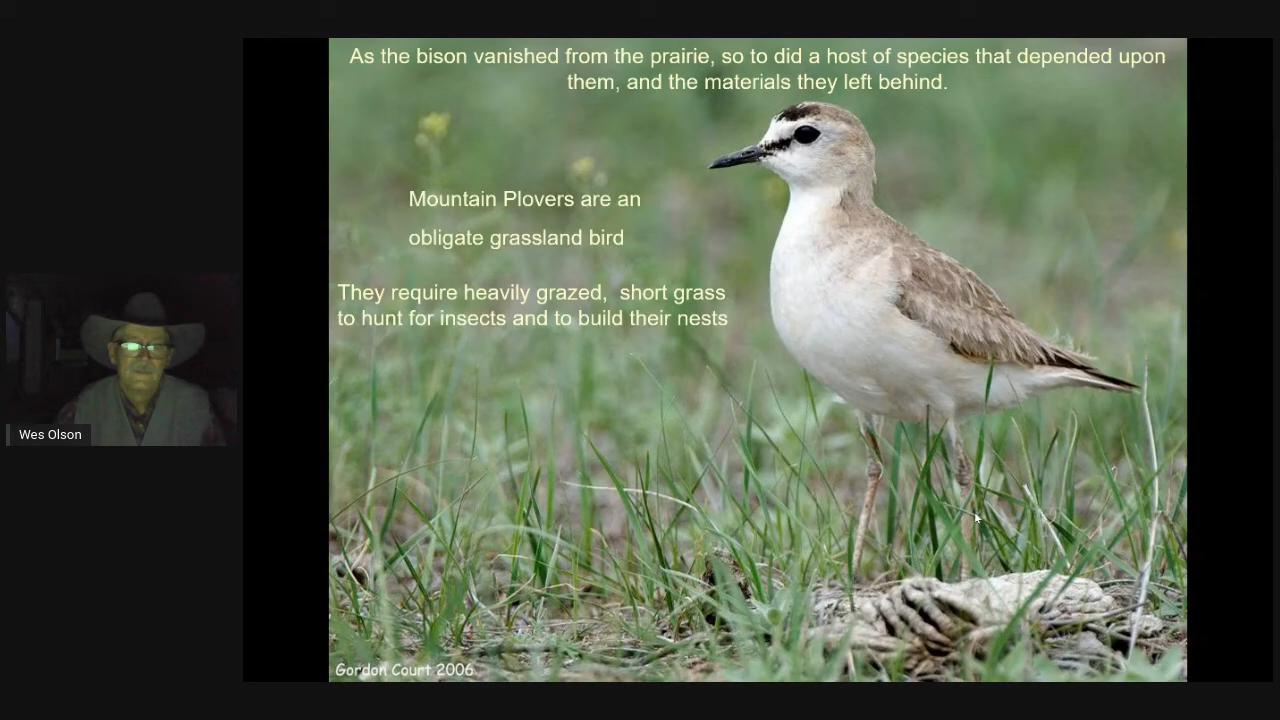 As the bison vanished from the prairie, so to did a host of species that depended upon
them, and the materials they left behind.
Mountain Plovers are an
obligate grassland bird
They require heavily grazed,  short grass
to hunt for insects and to build their nests
Wes Olson
Gordon Court 2006